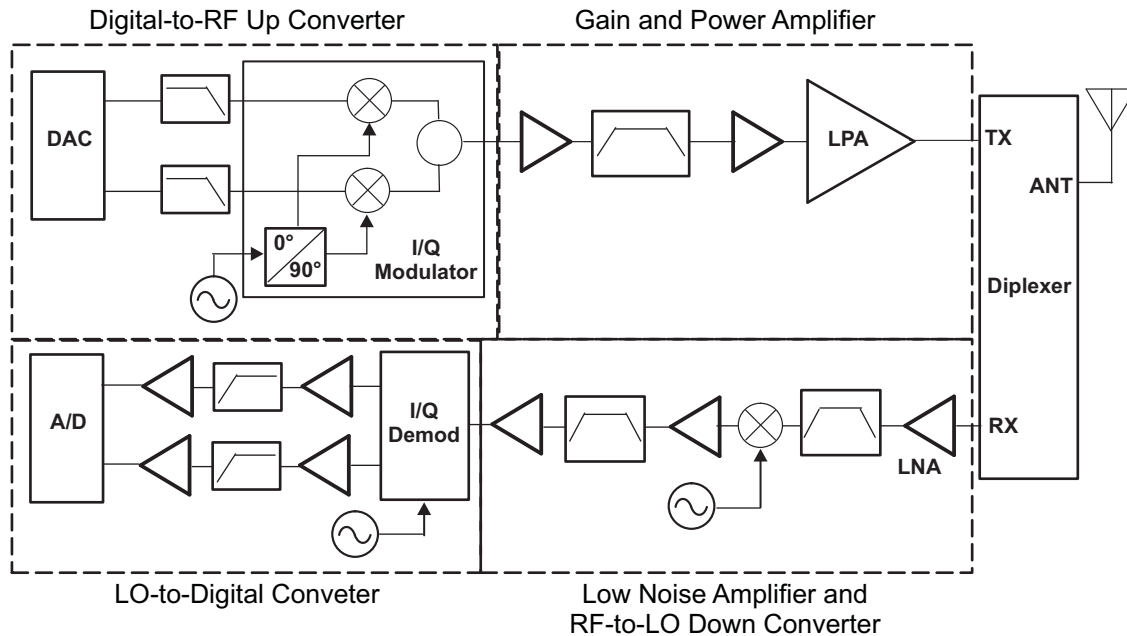 Digital-to-RF Up Converter
Gain and Power Amplifier
DAC
0°
90°
I/Q
Modulator
LPA
TX
ANT
Diplexer
RX
A/D
I/Q
Demod
LNA
LO-to-Digital Conveter
Low Noise Amplifier and
RF-to-LO Down Converter